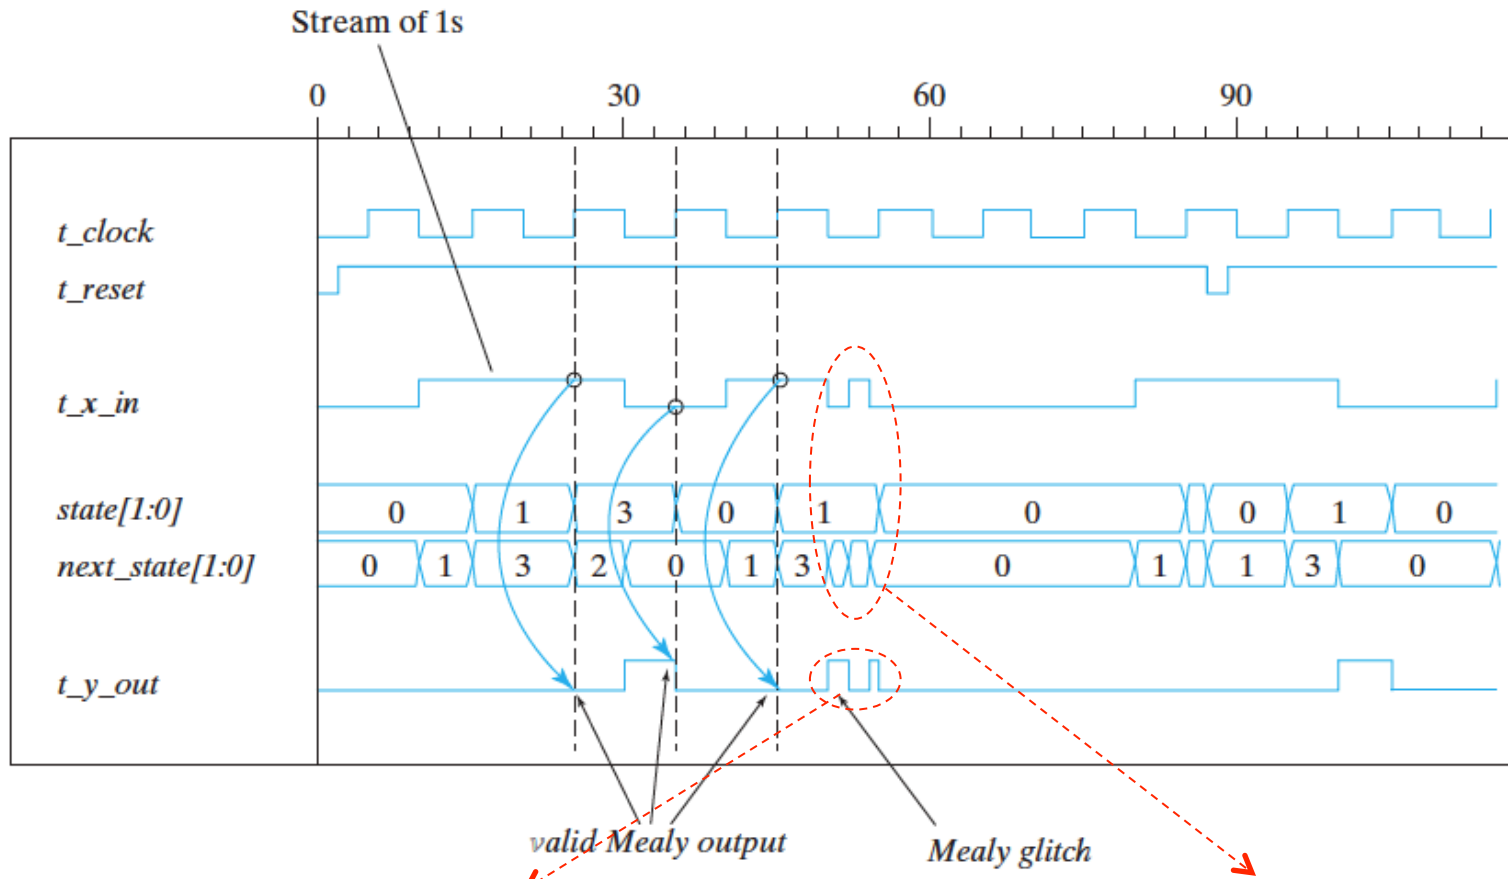 Stream of 1s
0 30 60 90
t_clock
t_reset
t_x_in
state[1:0] 0 1 3 0 1 0 0 1 0
next_state[1:0] 0 1 3 2 0 1 3 0 1 1 3 0
t_y_out
valid Mealy output
Mealy glitch